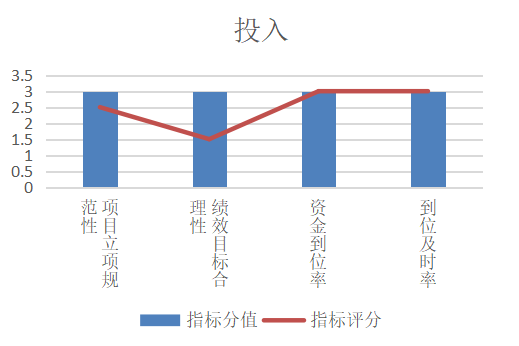 投入
3.5
3
2.5
2
1.5
1
0.5
0
项目立项规
范性
绩效目标合
理性
资金到位率
到位及时率
指标分值
指标评分